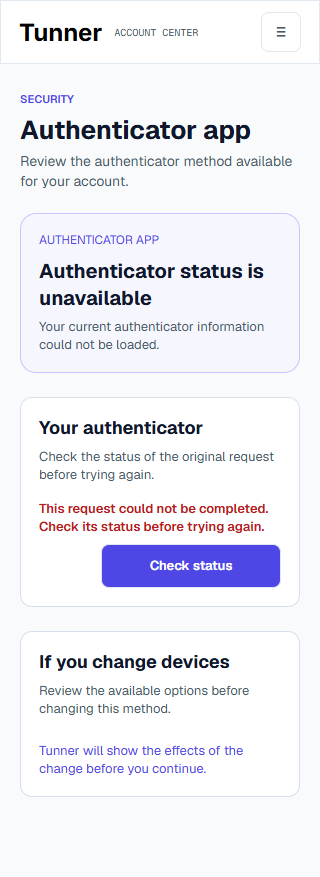 Tunner ACCOUNT CENTER
SECURITY
Authenticator app
Review the authenticator method available
for your account.
AUTHENTICATOR APP
Authenticator status is
unavailable
Your current authenticator information
could not be loaded.
Your authenticator
Check the status of the original request
before trying again.
This request could not be completed.
Check its status before trying again.
Check status
If you change devices
Review the available options before
changing this method.
Tunner will show the effects of the
change before you continue.